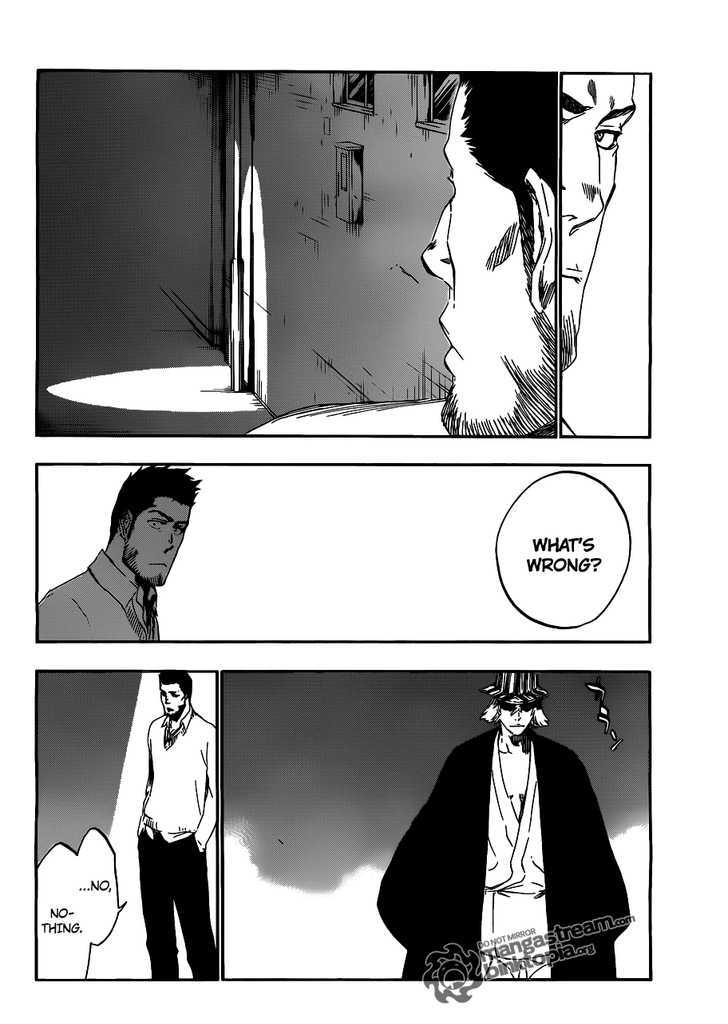 WHAT'S
WRONG?
...NO,
NO-
THING.
DO NOT MIRROR
mangastream.com
binktopia.org